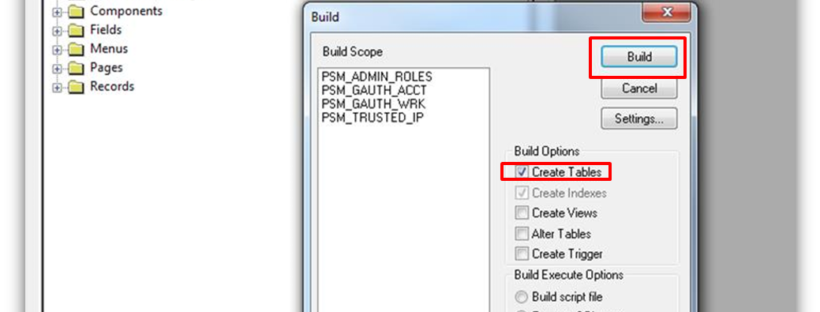 Components
Fields
Menus
Pages
Records
Build
Build Scope
PSM_ADMIN_ROLES
PSM_GAUTH_ACCT
PSM_GAUTH_WRK
PSM_TRUSTED_IP
Build
Cancel
Settings...
Build Options
Create Tables
Create Indexes
Create Views
Alter Tables
Create Trigger
Build Execute Options
Build script file